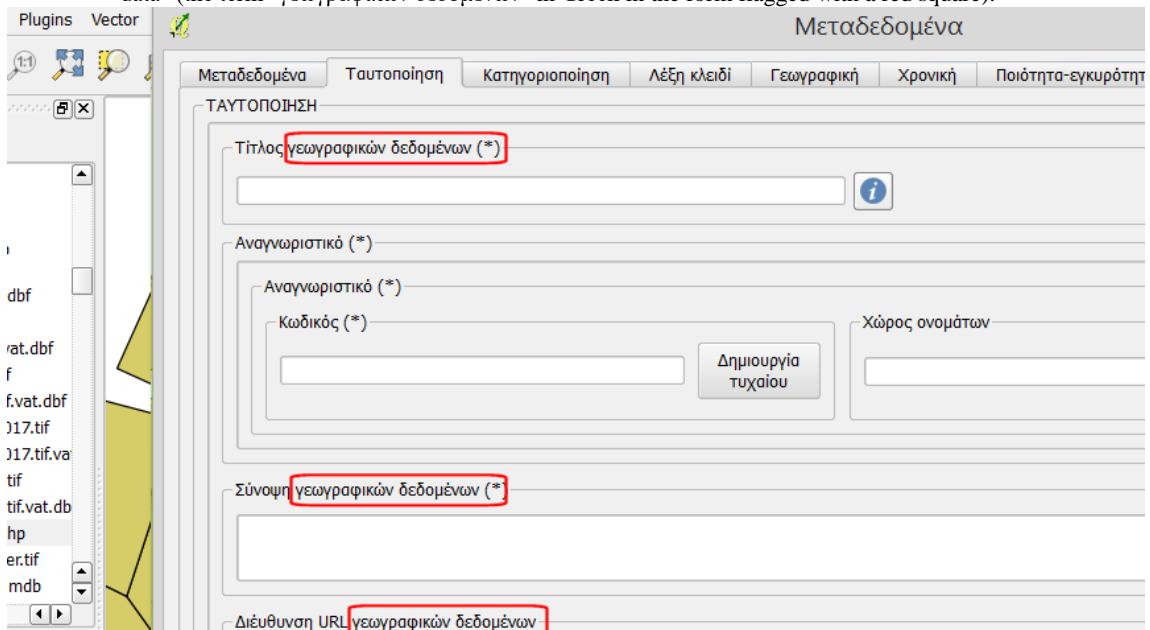 Plugins Vector
Μεταδεδομένα
Μεταδεδομένα Ταυτοποίηση Κατηγοριοποίηση Λέξη κλειδί Γεωγραφική Χρονική
ΤΑΥΤΟΠΟΙΗΣΗ
Τίτλος γεωγραφικών δεδομένων (*)
Αναγνωριστικό (*)
Αναγνωριστικό (*)
dbf
Κωδικός (*) Χώρος ονομάτων
vat.dbf
Δημιουργία
τυχαίου
f
f.vat.dbf
017.tif
017.tif.va
tif
Σύνοψη γεωγραφικών δεδομένων (*)
tif.vat.db
hp
er.tif
mdb
Διεύθυνση URL γεωγραφικών δεδομένων